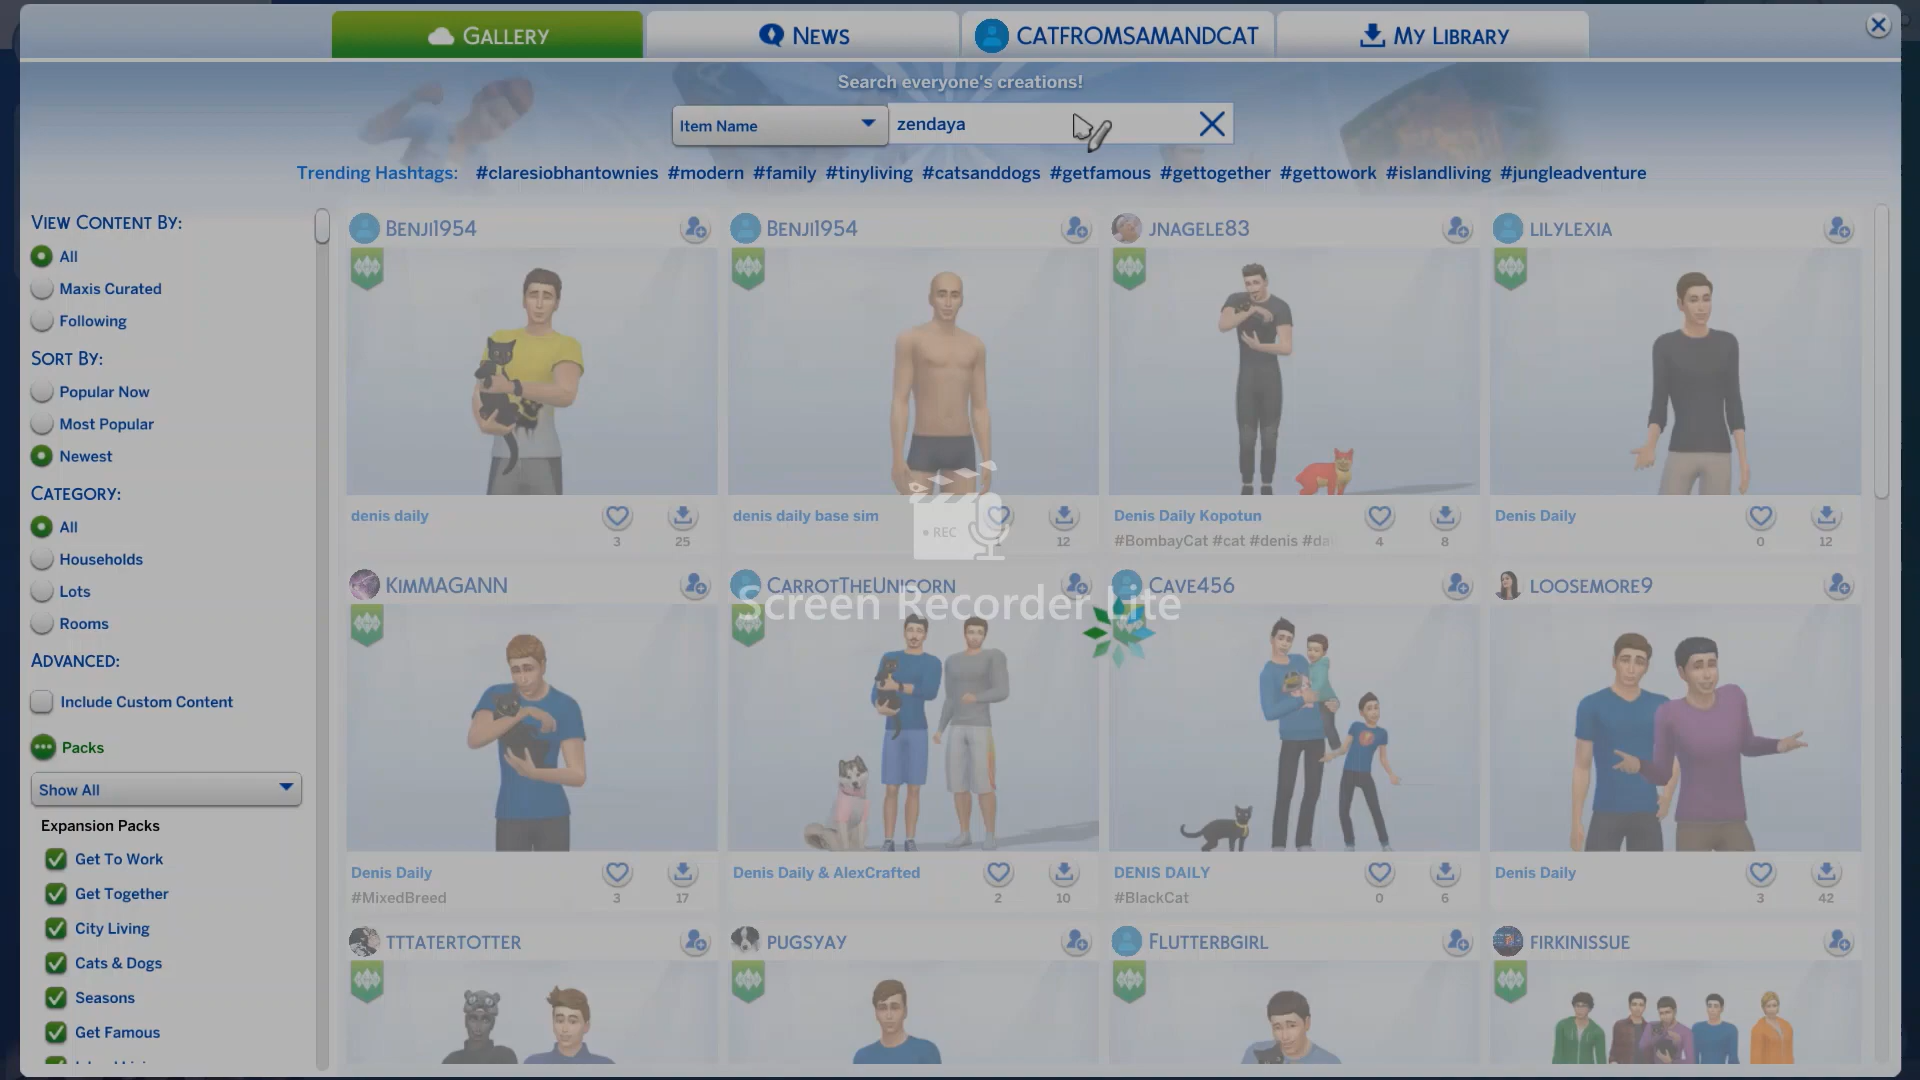 GALLERY
NEWS
CATFROMSAMANDCAT
MY LIBRARY
Search everyone's creations!
Item Name
zendaya
Trending Hashtags: #claresiobhantownies #modern #family #tinyliving #catsanddogs #getfamous #gettogether #gettowork #islandliving #jungleadventure
VIEW CONTENT BY:
All
Maxis Curated
Following
SORT BY:
Popular Now
Most Popular
Newest
CATEGORY:
All
Households
Lots
Rooms
ADVANCED:
Include Custom Content
Packs
Show All
Expansion Packs
Get To Work
Get Together
City Living
Cats & Dogs
Seasons
Get Famous
BENJI1954
BENJI1954
JNAGELE83
LILYLEXIA
denis daily
3
25
denis daily base sim
1
12
Denis Daily Kopotun
#BombayCat #cat #denis #da
4
8
Denis Daily
0
12
REC
Screen Recorder Lite
KIMMAGANN
CARROTTHEUNICORN
CAVE456
LOOSEMORE9
Denis Daily
#MixedBreed
3
17
Denis Daily & AlexCrafted
2
10
DENIS DAILY
#BlackCat
0
6
Denis Daily
3
42
TTTATERTOTTER
PUGSYAY
FLUTTERBGIRL
FIRKINISSUE